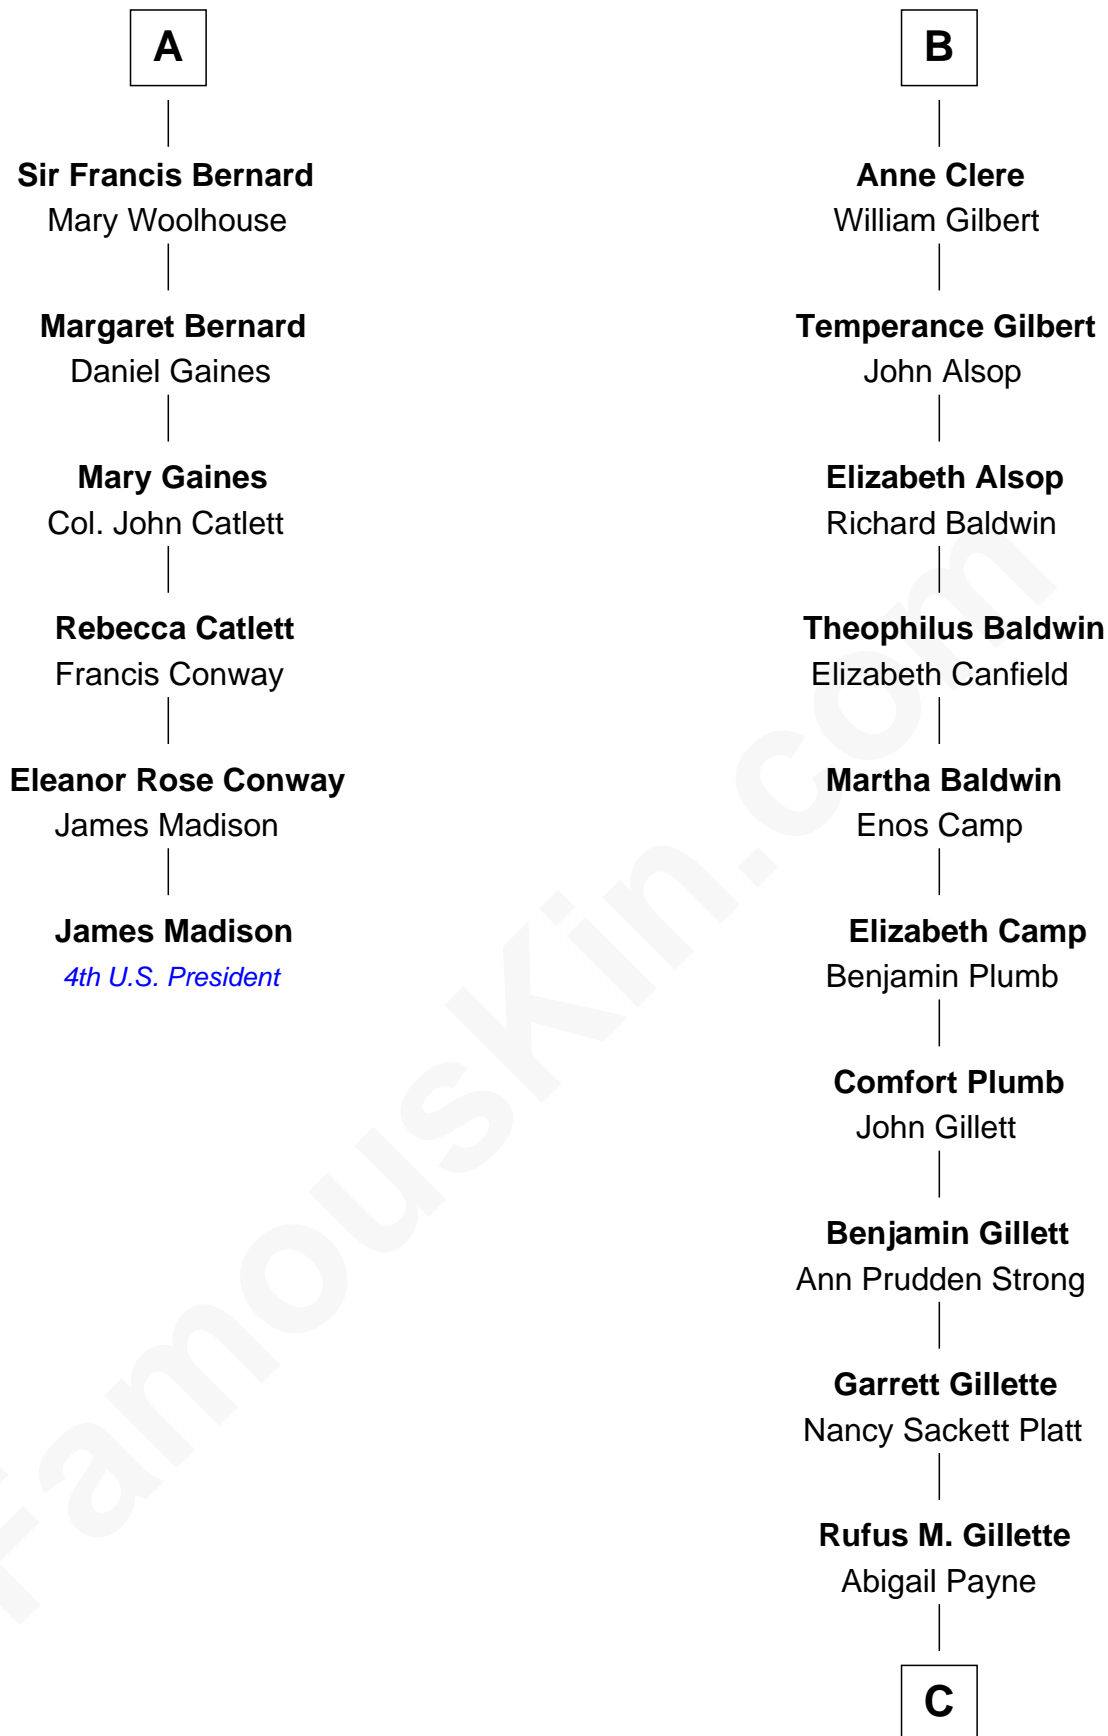 A
Sir Francis Bernard
Mary Woolhouse
Margaret Bernard
Daniel Gaines
Mary Gaines
Col. John Catlett
Rebecca Catlett
Francis Conway
Eleanor Rose Conway
James Madison
James Madison
4th U.S. President
B
Anne Clere
William Gilbert
Temperance Gilbert
John Alsop
Elizabeth Alsop
Richard Baldwin
Theophilus Baldwin
Elizabeth Canfield
Martha Baldwin
Enos Camp
Elizabeth Camp
Benjamin Plumb
Comfort Plumb
John Gillett
Benjamin Gillett
Ann Prudden Strong
Garrett Gillette
Nancy Sackett Platt
Rufus M. Gillette
Abigail Payne
C
FamousKin.com